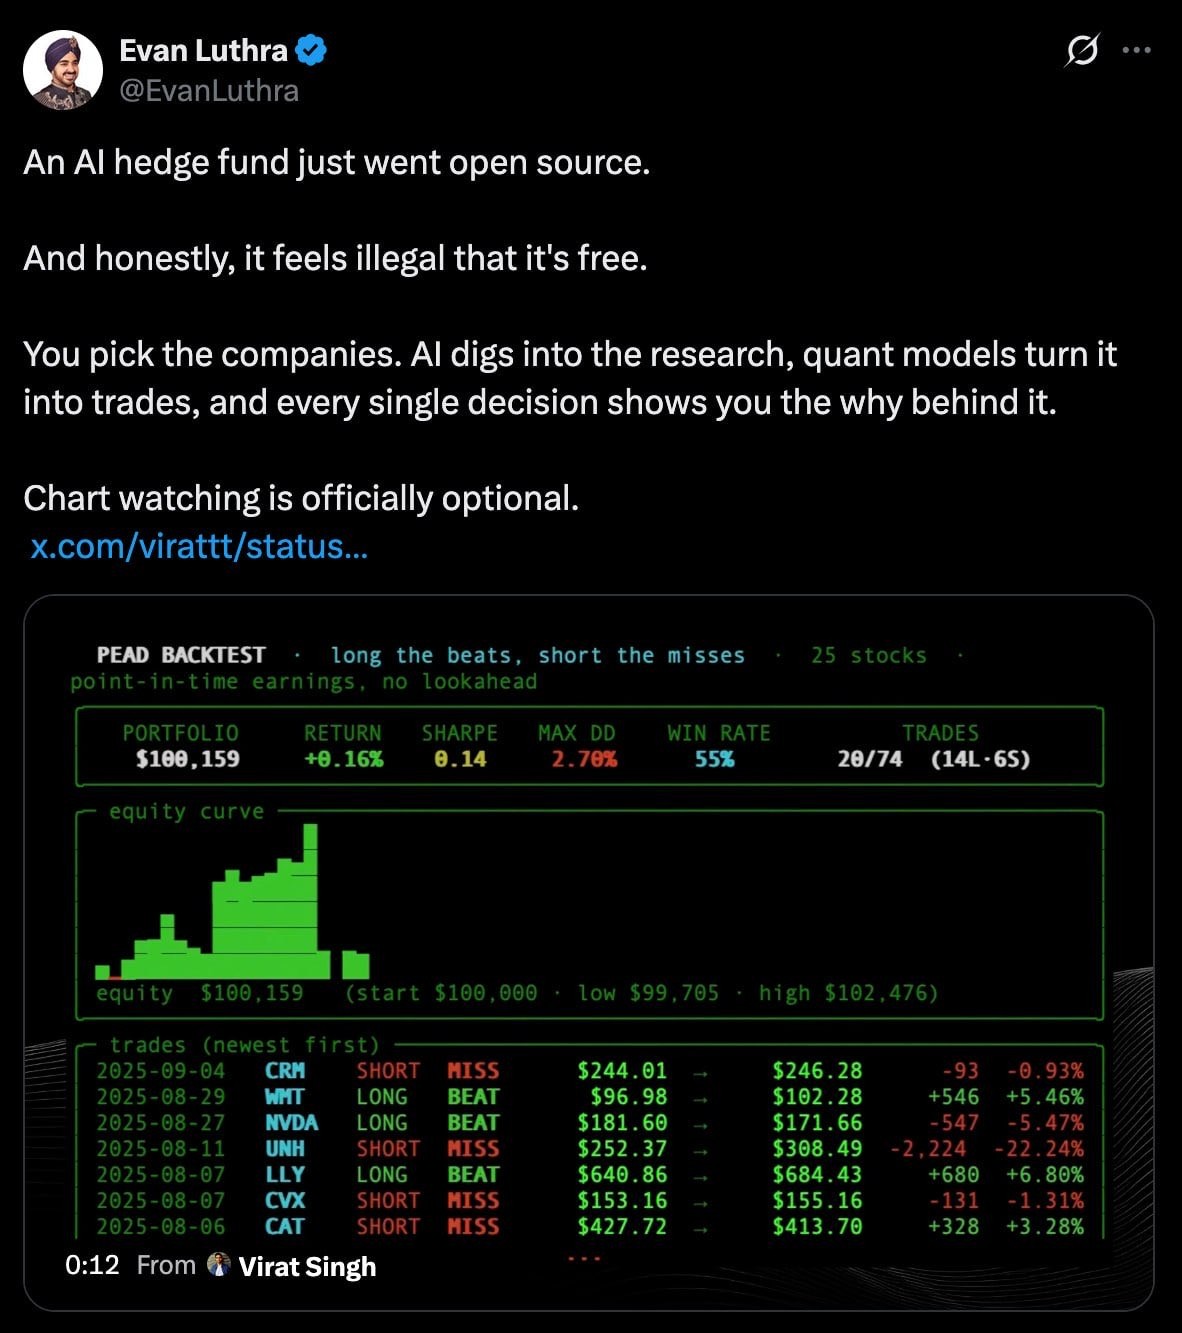 Evan Luthra
@EvanLuthra
An AI hedge fund just went open source.
And honestly, it feels illegal that it's free.
You pick the companies. AI digs into the research, quant models turn it
into trades, and every single decision shows you the why behind it.
Chart watching is officially optional.
x.com/virattt/status...
PEAD BACKTEST · long the beats, short the misses · 25 stocks ·
point-in-time earnings, no lookahead
PORTFOLIO RETURN SHARPE MAX DD WIN RATE TRADES
$100,159 +0.16% 0.14 2.70% 55% 20/74 (14L·6S)
equity curve
equity $100,159 (start $100,000 · low $99,705 · high $102,476)
trades (newest first)
2025-09-04 CRM SHORT MISS $244.01 → $246.28 -93 -0.93%
2025-08-29 WMT LONG BEAT $96.98 → $102.28 +546 +5.46%
2025-08-27 NVDA LONG BEAT $181.60 → $171.66 -547 -5.47%
2025-08-11 UNH SHORT MISS $252.37 → $308.49 -2,224 -22.24%
2025-08-07 LLY LONG BEAT $640.86 → $684.43 +680 +6.80%
2025-08-07 CVX SHORT MISS $153.16 → $155.16 -131 -1.31%
2025-08-06 CAT SHORT MISS $427.72 → $413.70 +328 +3.28%
0:12 From Virat Singh